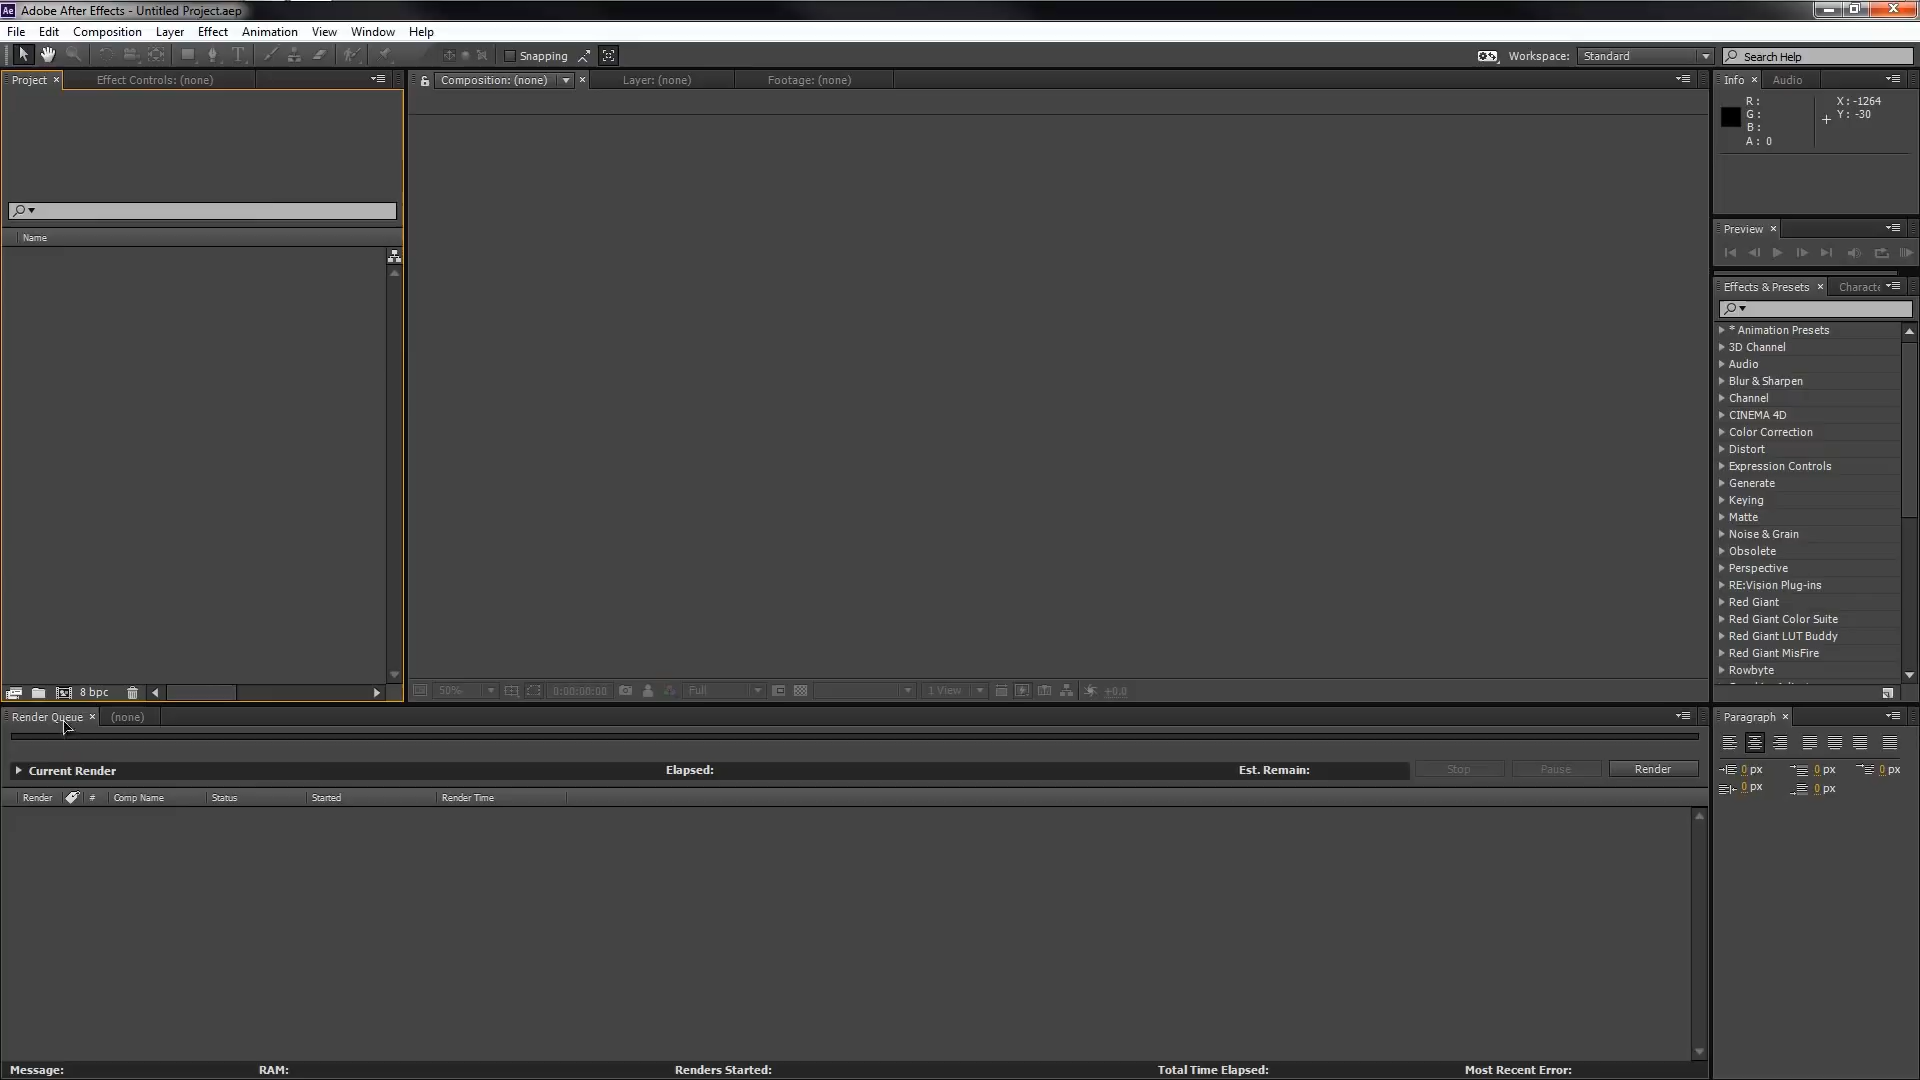 Ae Adobe After Effects - Untitled Project.aep
File Edit Composition Layer Effect Animation View Window Help
Snapping Workspace: Standard Search Help
Project Effect Controls: (none) Composition: (none) Layer: (none) Footage: (none) Info Audio
R: X: -1264
G: Y: -30
B:
A: 0
Name
Preview
Effects & Presets Characte
* Animation Presets
3D Channel
Audio
Blur & Sharpen
Channel
CINEMA 4D
Color Correction
Distort
Expression Controls
Generate
Keying
Matte
Noise & Grain
Obsolete
Perspective
RE:Vision Plug-ins
Red Giant
Red Giant Color Suite
Red Giant LUT Buddy
Red Giant MisFire
Rowbyte
8 bpc 50% 0:00:00:00 Full 1 View +0.0
Render Queue (none) Paragraph
Current Render Elapsed: Est. Remain: Stop Pause Render
0 px 0 px 0 px
0 px 0 px
Render # Comp Name Status Started Render Time
Message: RAM: Renders Started: Total Time Elapsed: Most Recent Error: